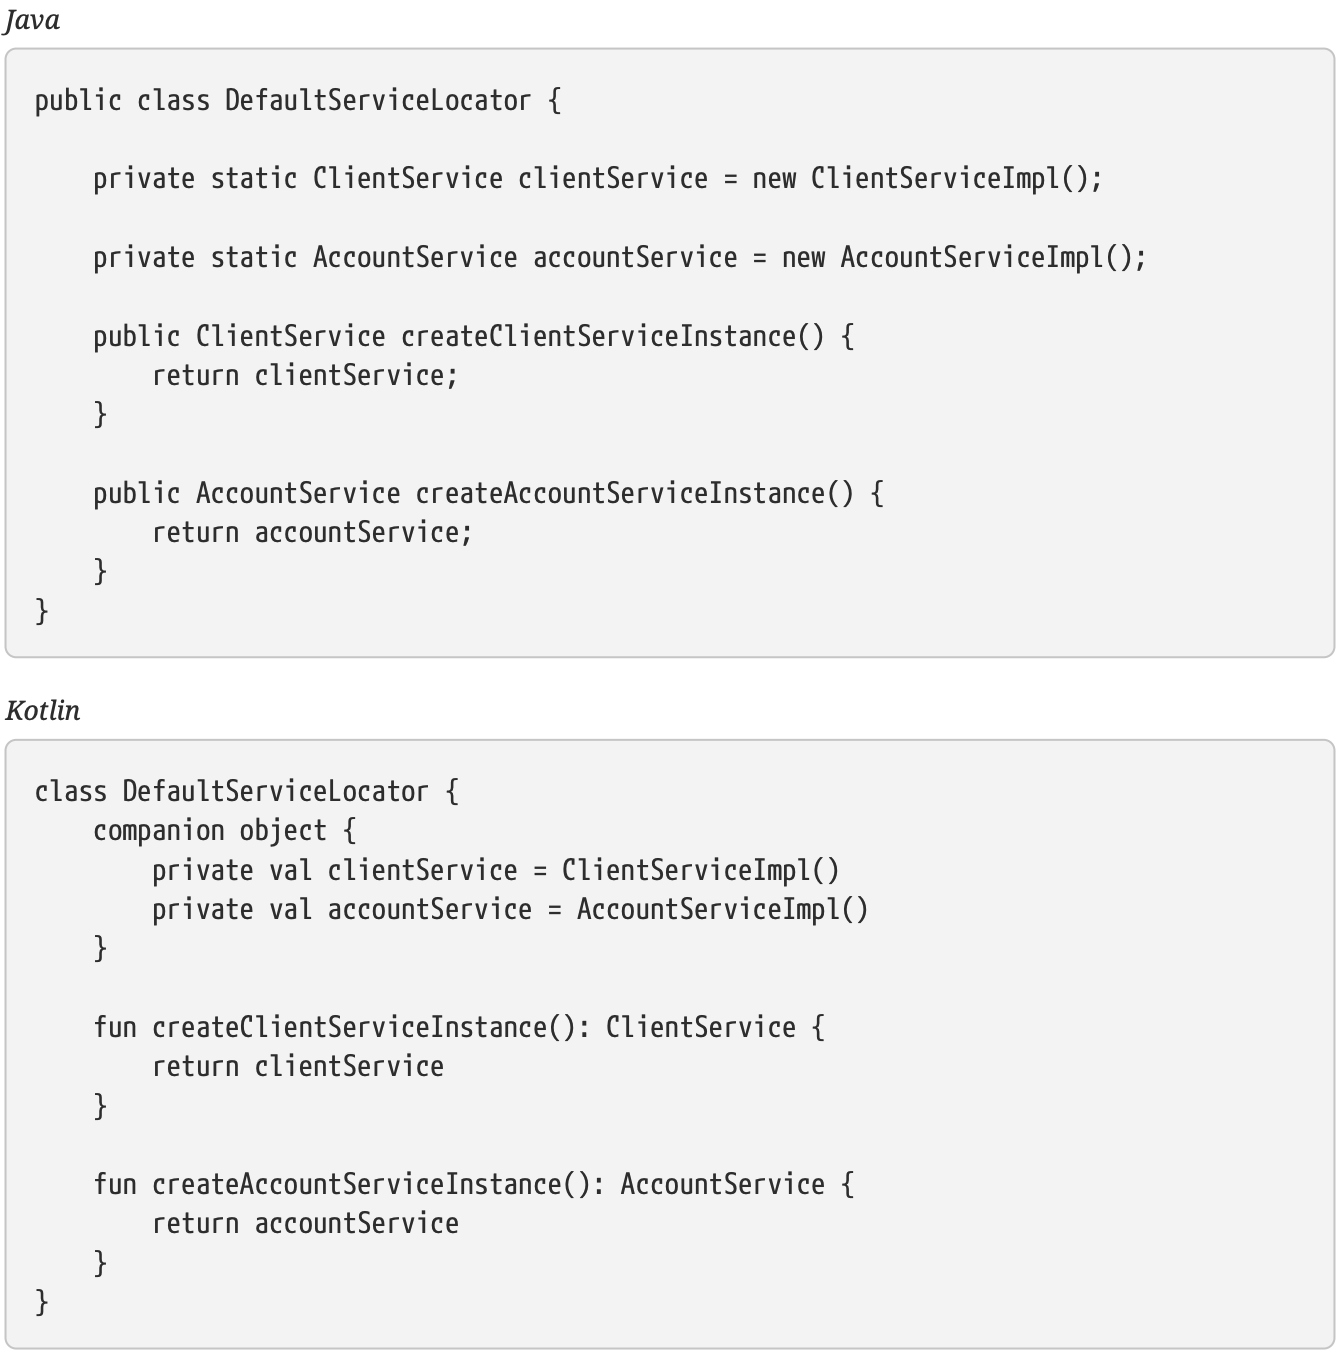 Java
public class DefaultServiceLocator {
    private static ClientService clientService = new ClientServiceImpl();
    private static AccountService accountService = new AccountServiceImpl();
    public ClientService createClientServiceInstance() {
        return clientService;
    }
    public AccountService createAccountServiceInstance() {
        return accountService;
    }
}
Kotlin
class DefaultServiceLocator {
    companion object {
        private val clientService = ClientServiceImpl()
        private val accountService = AccountServiceImpl()
    }
    fun createClientServiceInstance(): ClientService {
        return clientService
    }
    fun createAccountServiceInstance(): AccountService {
        return accountService
    }
}